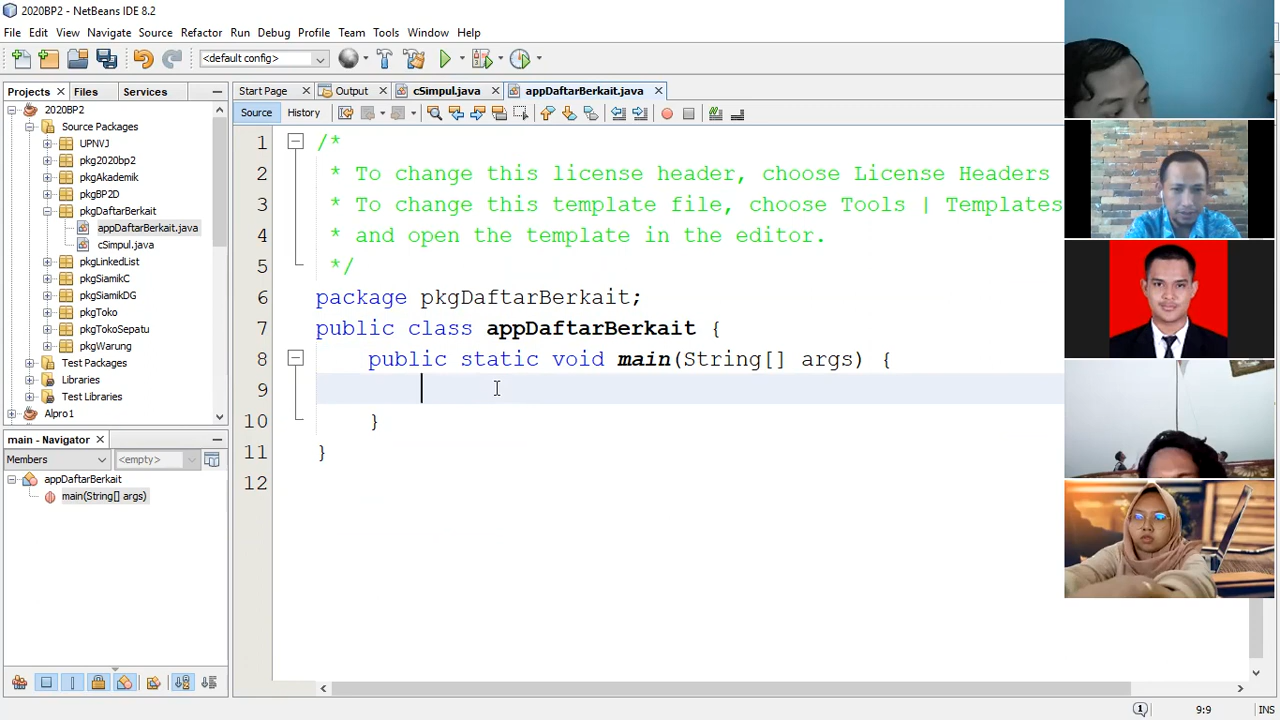 2020BP2 - NetBeans IDE 8.2
File Edit View Navigate Source Refactor Run Debug Profile Team Tools Window Help
<default config>
Projects Files Services
Start Page Output cSimpul.java appDaftarBerkait.java
Source History
2020BP2
Source Packages
UPNVJ
pkg2020bp2
pkgAkademik
pkgBP2D
pkgDaftarBerkait
appDaftarBerkait.java
cSimpul.java
pkgLinkedList
pkgSiamikC
pkgSiamikDG
pkgToko
pkgTokoSepatu
pkgWarung
Test Packages
Libraries
Test Libraries
Alpro1
main - Navigator
Members <empty>
appDaftarBerkait
main(String[] args)
1 /*
2 * To change this license header, choose License Headers
3 * To change this template file, choose Tools | Templates
4 * and open the template in the editor.
5 */
6 package pkgDaftarBerkait;
7 public class appDaftarBerkait {
8 public static void main(String[] args) {
9
10 }
11 }
12
1 9:9 INS